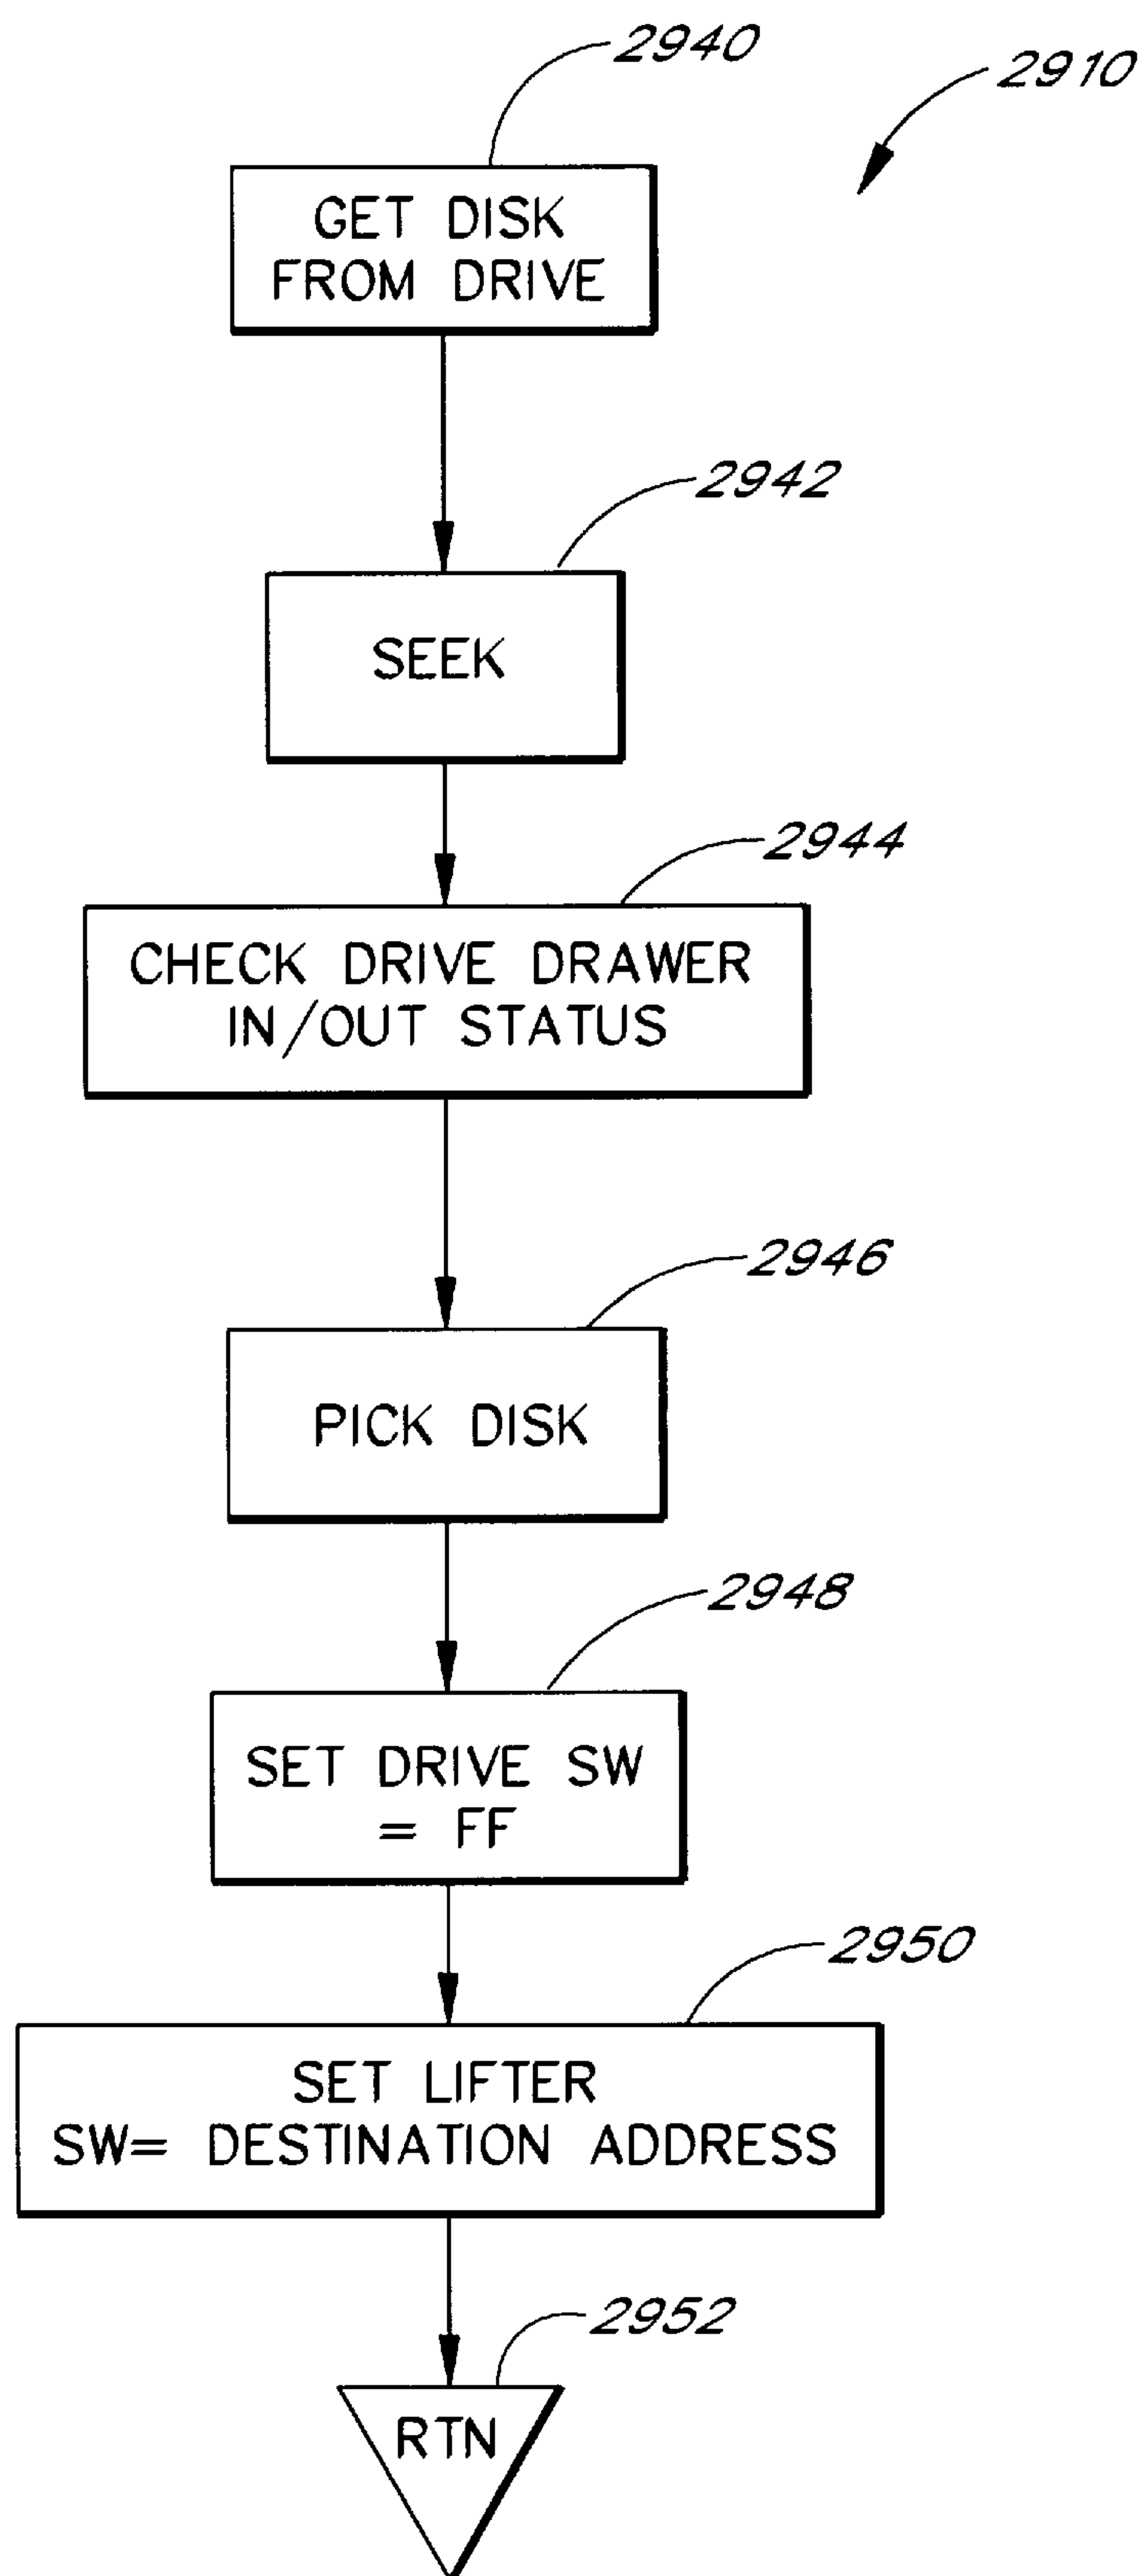 2940
2910
GET DISK
FROM DRIVE
2942
SEEK
2944
CHECK DRIVE DRAWER
IN/OUT STATUS
2946
PICK DISK
2948
SET DRIVE SW
= FF
2950
SET LIFTER
SW= DESTINATION ADDRESS
2952
RTN